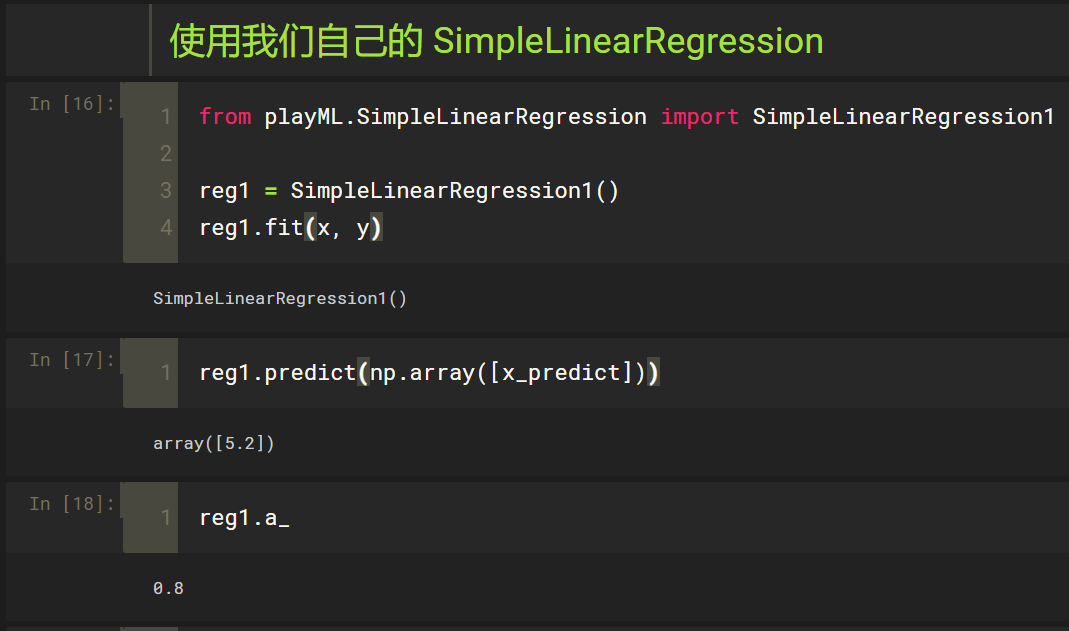 使用我们自己的 SimpleLinearRegression
In [16]:
1 from playML.SimpleLinearRegression import SimpleLinearRegression1
2
3 reg1 = SimpleLinearRegression1()
4 reg1.fit(x, y)
SimpleLinearRegression1()
In [17]:
1 reg1.predict(np.array([x_predict]))
array([5.2])
In [18]:
1 reg1.a_
0.8